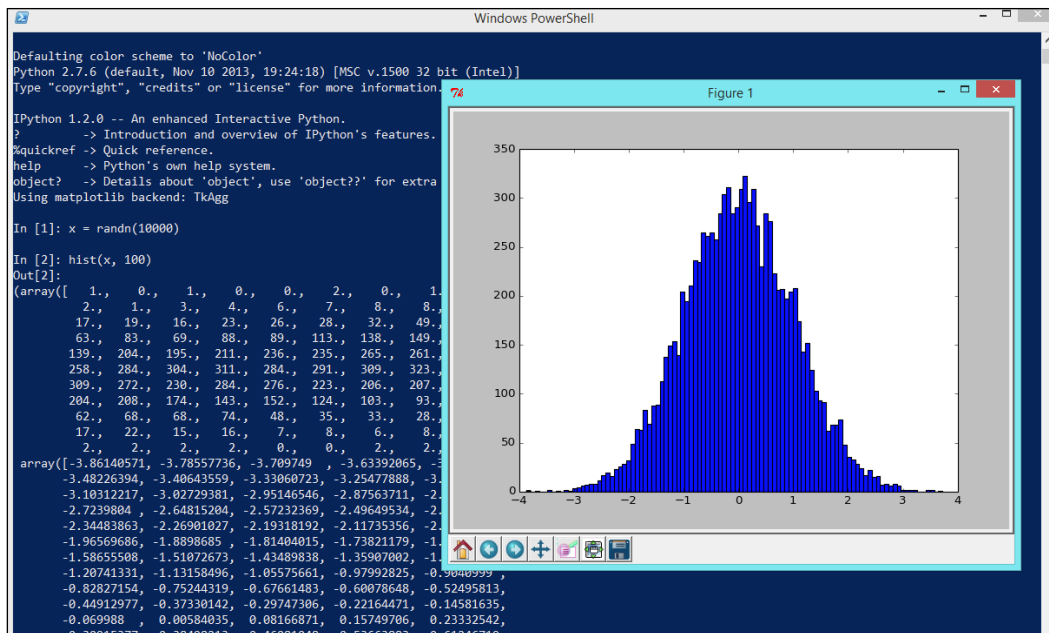 Windows PowerShell
Defaulting color scheme to 'NoColor'
Python 2.7.6 (default, Nov 10 2013, 19:24:18) [MSC v.1500 32 bit (Intel)]
Type "copyright", "credits" or "license" for more information.
IPython 1.2.0 -- An enhanced Interactive Python.
? -> Introduction and overview of IPython's features.
%quickref -> Quick reference.
help -> Python's own help system.
object? -> Details about 'object', use 'object??' for extra
Using matplotlib backend: TkAgg
In [1]: x = randn(10000)
In [2]: hist(x, 100)
Out[2]:
(array([ 1., 0., 1., 0., 0., 2., 0., 1.
2., 1., 3., 4., 6., 7., 8., 8.,
17., 19., 16., 23., 26., 28., 32., 49.,
63., 83., 69., 88., 89., 113., 138., 149.,
139., 204., 195., 211., 236., 235., 265., 261.,
258., 284., 304., 311., 284., 291., 309., 323.,
309., 272., 230., 284., 276., 223., 206., 207.,
204., 208., 174., 143., 152., 124., 103., 93.,
62., 68., 68., 74., 48., 35., 33., 28.,
17., 22., 15., 16., 7., 8., 6., 8.,
2., 2., 2., 2., 0., 0., 2., 2.,
array([-3.86140571, -3.78557736, -3.709749 , -3.63392065, -3
-3.48226394, -3.40643559, -3.33060723, -3.25477888, -3.
-3.10312217, -3.02729381, -2.95146546, -2.87563711, -2.
-2.7239804 , -2.64815204, -2.57232369, -2.49649534, -2.
-2.34483863, -2.26901027, -2.19318192, -2.11735356, -2.
-1.96569686, -1.8898685 , -1.81404015, -1.73821179, -1.
-1.58655508, -1.51072673, -1.43489838, -1.35907002, -1.
-1.20741331, -1.13158496, -1.05575661, -0.97992825, -0.9040999 ,
-0.82827154, -0.75244319, -0.67661483, -0.60078648, -0.52495813,
-0.44912977, -0.37330142, -0.29747306, -0.22164471, -0.14581635,
-0.069988 , 0.00584035, 0.08166871, 0.15749706, 0.23332542,
Figure 1
350
300
250
200
150
100
50
0
−4 −3 −2 −1 0 1 2 3 4